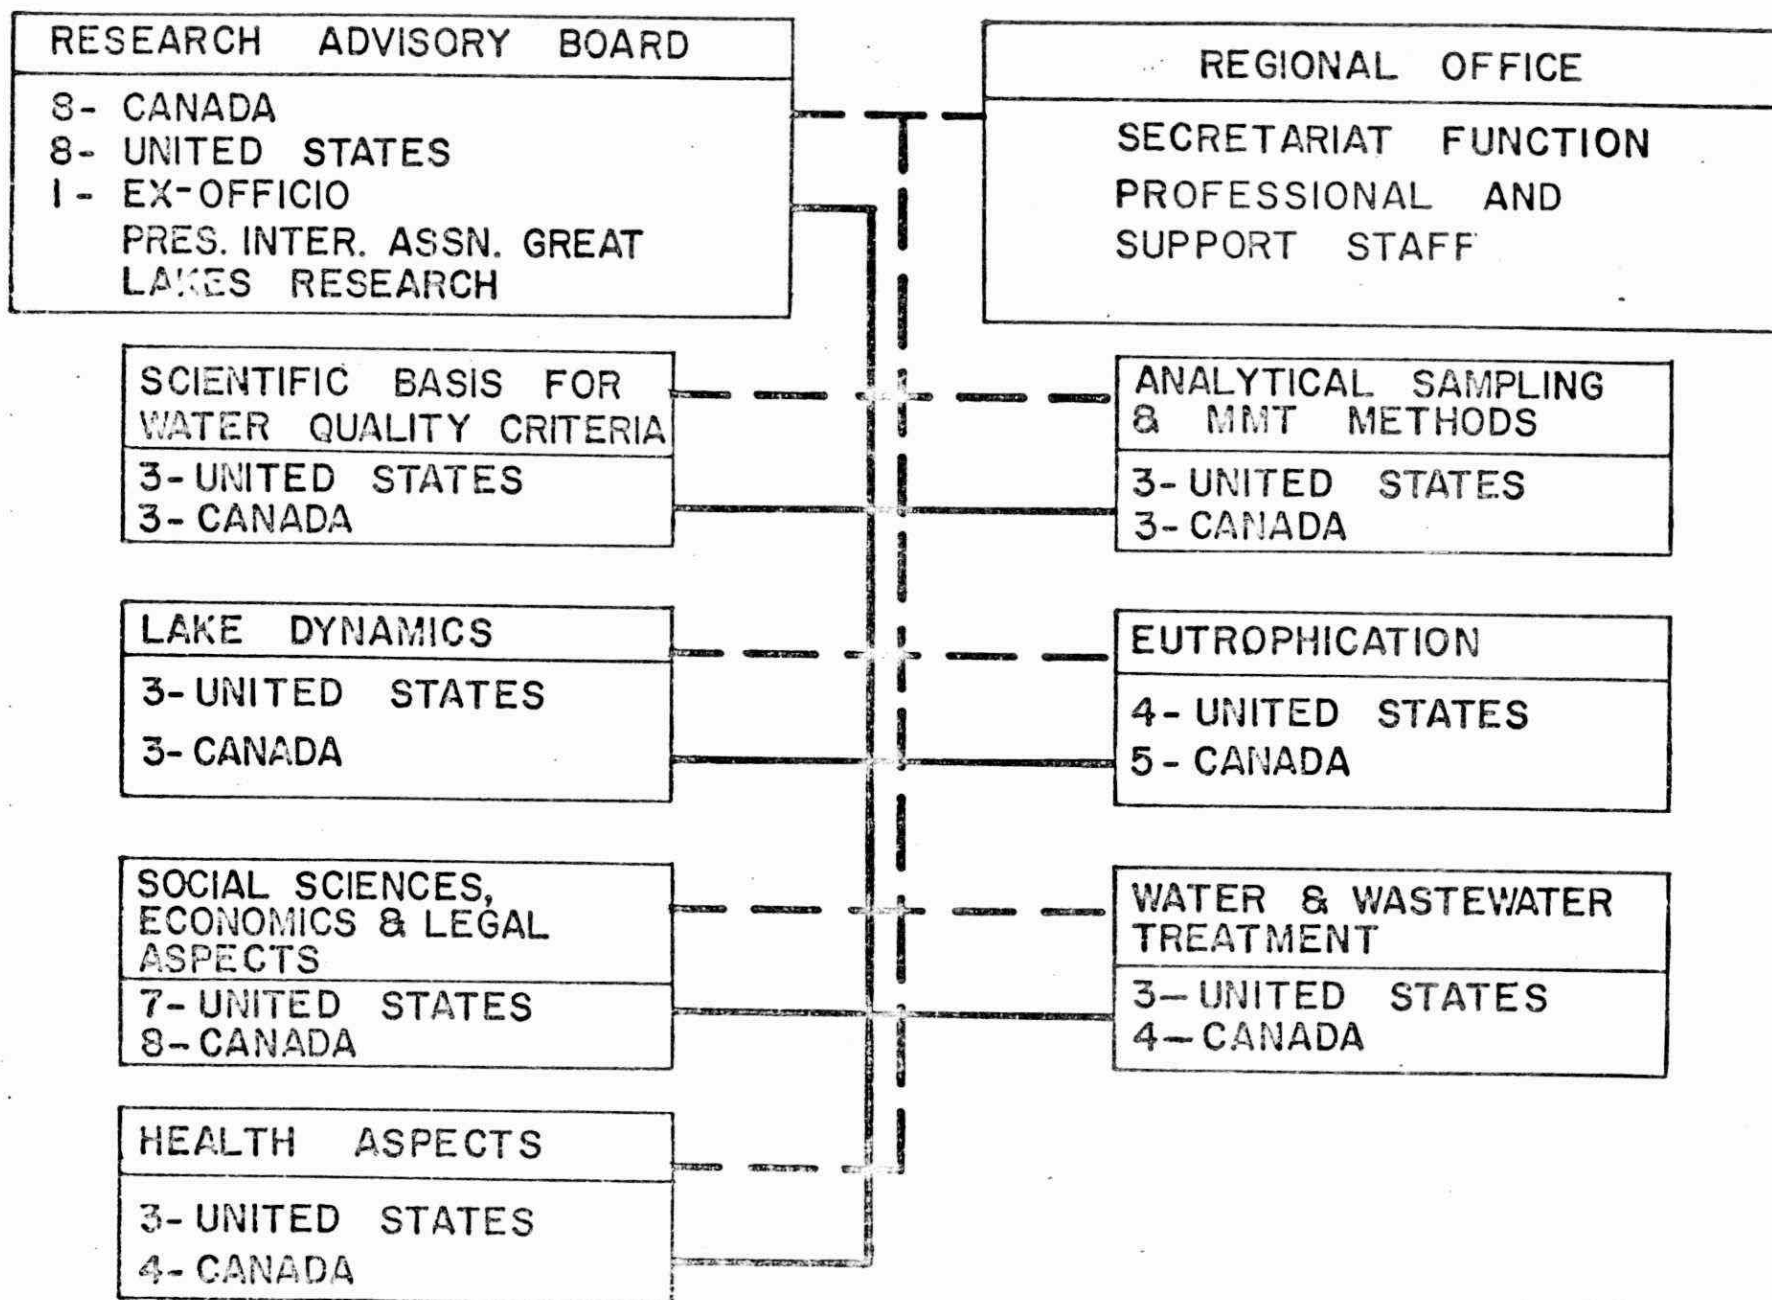 RESEARCH ADVISORY BOARD
8- CANADA
8- UNITED STATES
1- EX-OFFICIO
PRES. INTER. ASSN. GREAT
LAKES RESEARCH
REGIONAL OFFICE
SECRETARIAT FUNCTION
PROFESSIONAL AND
SUPPORT STAFF
SCIENTIFIC BASIS FOR
WATER QUALITY CRITERIA
3- UNITED STATES
3- CANADA
ANALYTICAL SAMPLING
& MMT METHODS
3- UNITED STATES
3- CANADA
LAKE DYNAMICS
3- UNITED STATES
3- CANADA
EUTROPHICATION
4- UNITED STATES
5- CANADA
SOCIAL SCIENCES,
ECONOMICS & LEGAL
ASPECTS
7- UNITED STATES
8- CANADA
WATER & WASTEWATER
TREATMENT
3- UNITED STATES
4- CANADA
HEALTH ASPECTS
3- UNITED STATES
4- CANADA